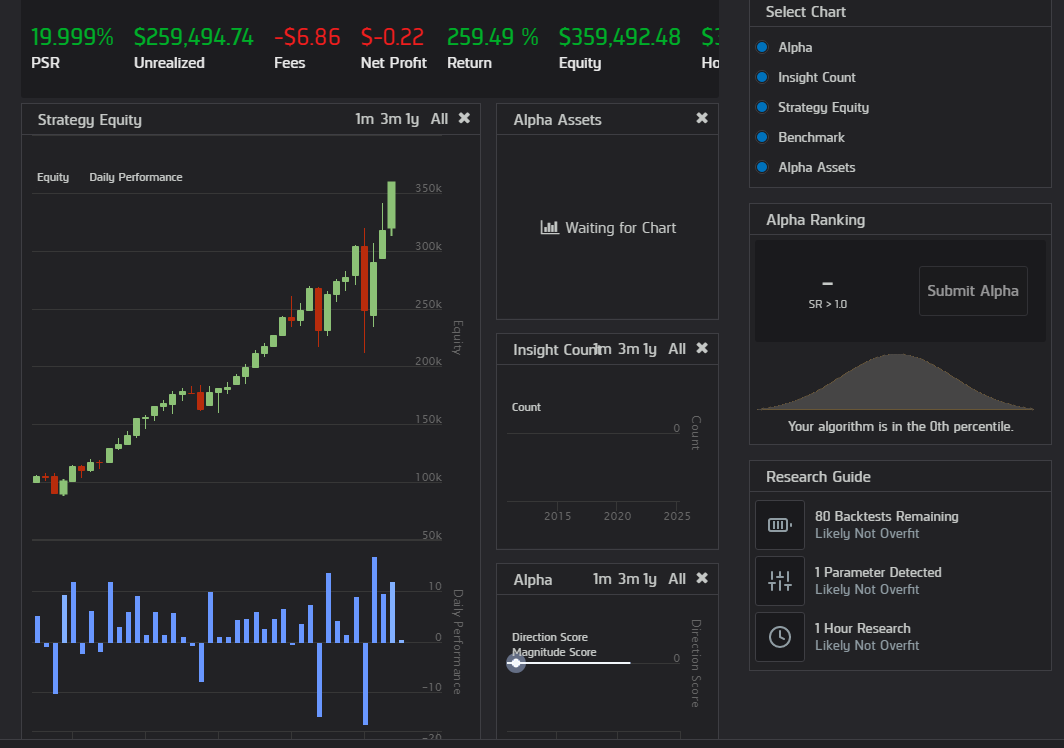 19.999% $259,494.74 -$6.86 $-0.22 259.49 % $359,492.48
PSR Unrealized Fees Net Profit Return Equity
Strategy Equity 1m 3m 1y All ✖
Equity Daily Performance
350k
300k
250k
200k
150k
100k
50k
Equity
10
0
-10
-20
Daily Performance
Alpha Assets ✖
Waiting for Chart
Insight Count 1m 3m 1y All ✖
Count
0
Count
2015 2020 2025
Alpha 1m 3m 1y All ✖
Direction Score
Magnitude Score
0
Direction Score
Select Chart
Alpha
Insight Count
Strategy Equity
Benchmark
Alpha Assets
Alpha Ranking
–
SR > 1.0
Submit Alpha
Your algorithm is in the 0th percentile.
Research Guide
80 Backtests Remaining
Likely Not Overfit
1 Parameter Detected
Likely Not Overfit
1 Hour Research
Likely Not Overfit